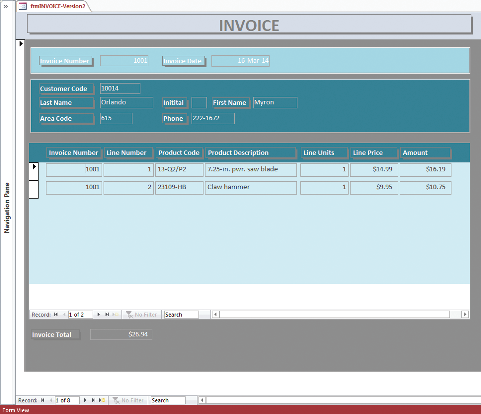 frmINVOICE-Version2
INVOICE
Invoice Number 1001 Invoice Date 16-Mar-14
Customer Code 10014
Last Name Orlando Initital First Name Myron
Area Code 615 Phone 222-1672
Invoice Number Line Number Product Code Product Description Line Units Line Price Amount
1001 1 13-Q2/P2 7.25-in. pwr. saw blade 1 $14.99 $16.19
1001 2 23109-HB Claw hammer 1 $9.95 $10.75
Record: 1 of 2 No Filter Search
Invoice Total $26.94
Record: 1 of 8 No Filter Search
Navigation Pane
Form View